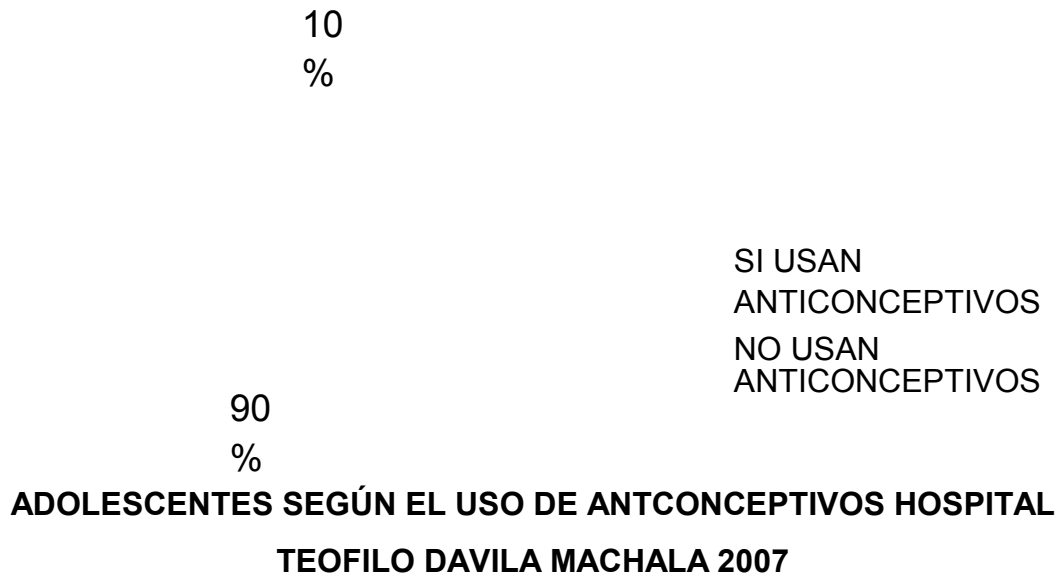 10
%
SI USAN
ANTICONCEPTIVOS
NO USAN
ANTICONCEPTIVOS
90
%
ADOLESCENTES SEGÚN EL USO DE ANTCONCEPTIVOS HOSPITAL
TEOFILO DAVILA MACHALA 2007